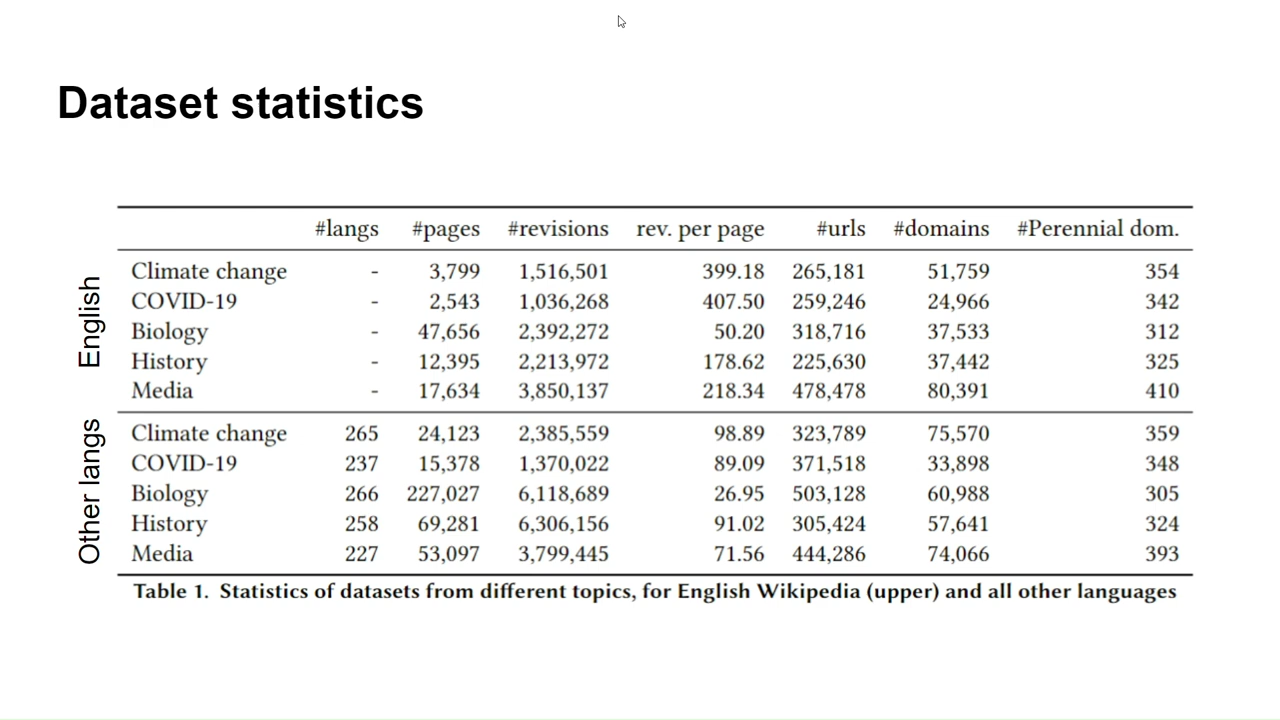 Dataset statistics
#langs #pages #revisions rev. per page #urls #domains #Perennial dom.
English
Climate change - 3,799 1,516,501 399.18 265,181 51,759 354
COVID-19 - 2,543 1,036,268 407.50 259,246 24,966 342
Biology - 47,656 2,392,272 50.20 318,716 37,533 312
History - 12,395 2,213,972 178.62 225,630 37,442 325
Media - 17,634 3,850,137 218.34 478,478 80,391 410
Other langs
Climate change 265 24,123 2,385,559 98.89 323,789 75,570 359
COVID-19 237 15,378 1,370,022 89.09 371,518 33,898 348
Biology 266 227,027 6,118,689 26.95 503,128 60,988 305
History 258 69,281 6,306,156 91.02 305,424 57,641 324
Media 227 53,097 3,799,445 71.56 444,286 74,066 393
Table 1. Statistics of datasets from different topics, for English Wikipedia (upper) and all other languages